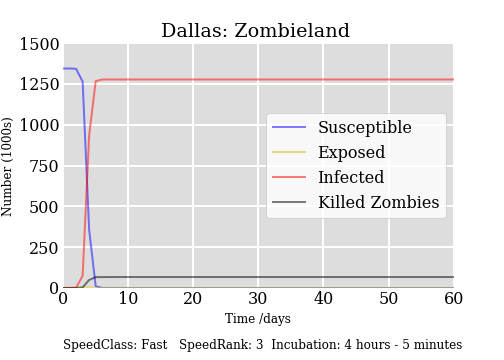 Dallas: Zombieland
Number (1000s)
1500
1250
1000
750
500
250
0
Susceptible
Exposed
Infected
Killed Zombies
0 10 20 30 40 50 60
Time /days
SpeedClass: Fast SpeedRank: 3 Incubation: 4 hours - 5 minutes